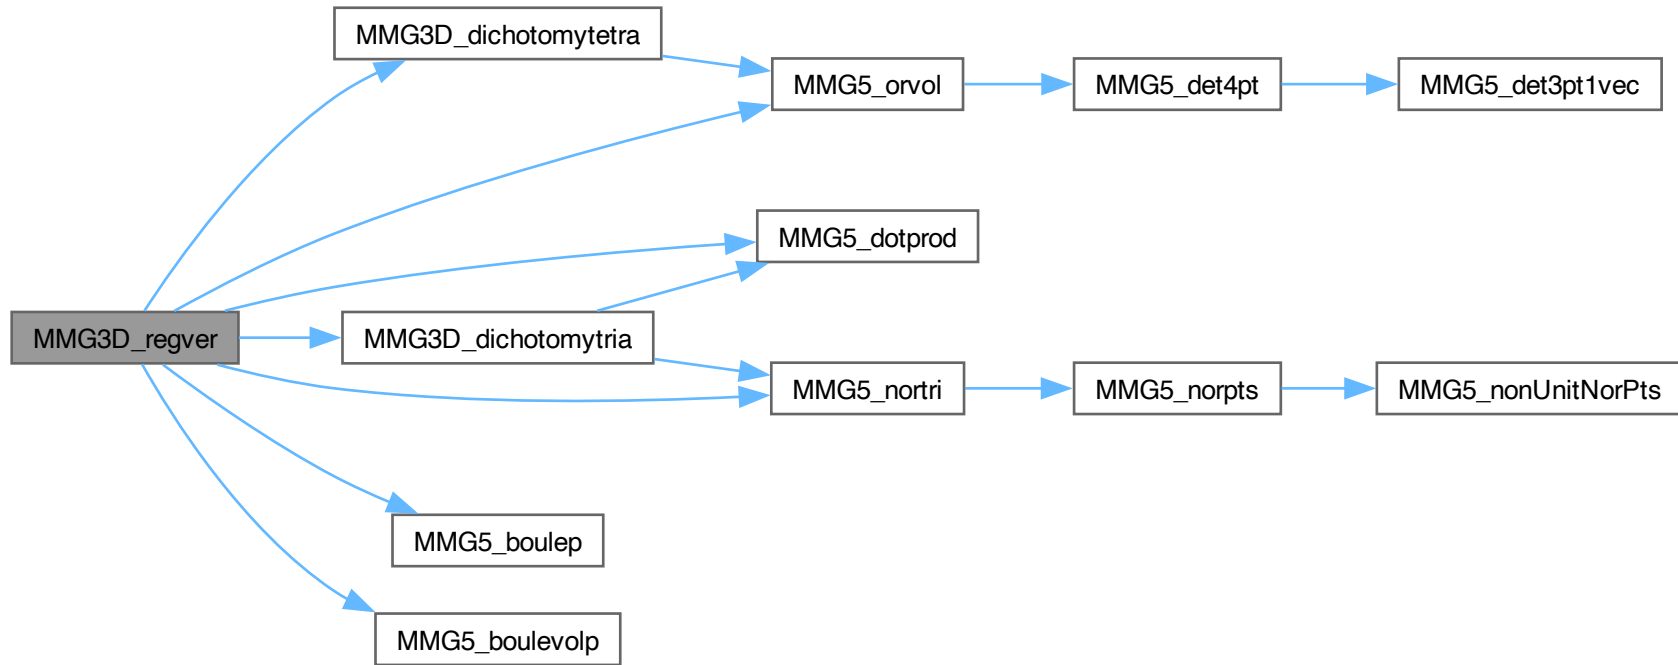 MMG3D_dichotomytetra
MMG5_orvol
MMG5_det4pt
MMG5_det3pt1vec
MMG5_dotprod
MMG3D_regver
MMG3D_dichotomytria
MMG5_nortri
MMG5_norpts
MMG5_nonUnitNorPts
MMG5_boulep
MMG5_boulevolp